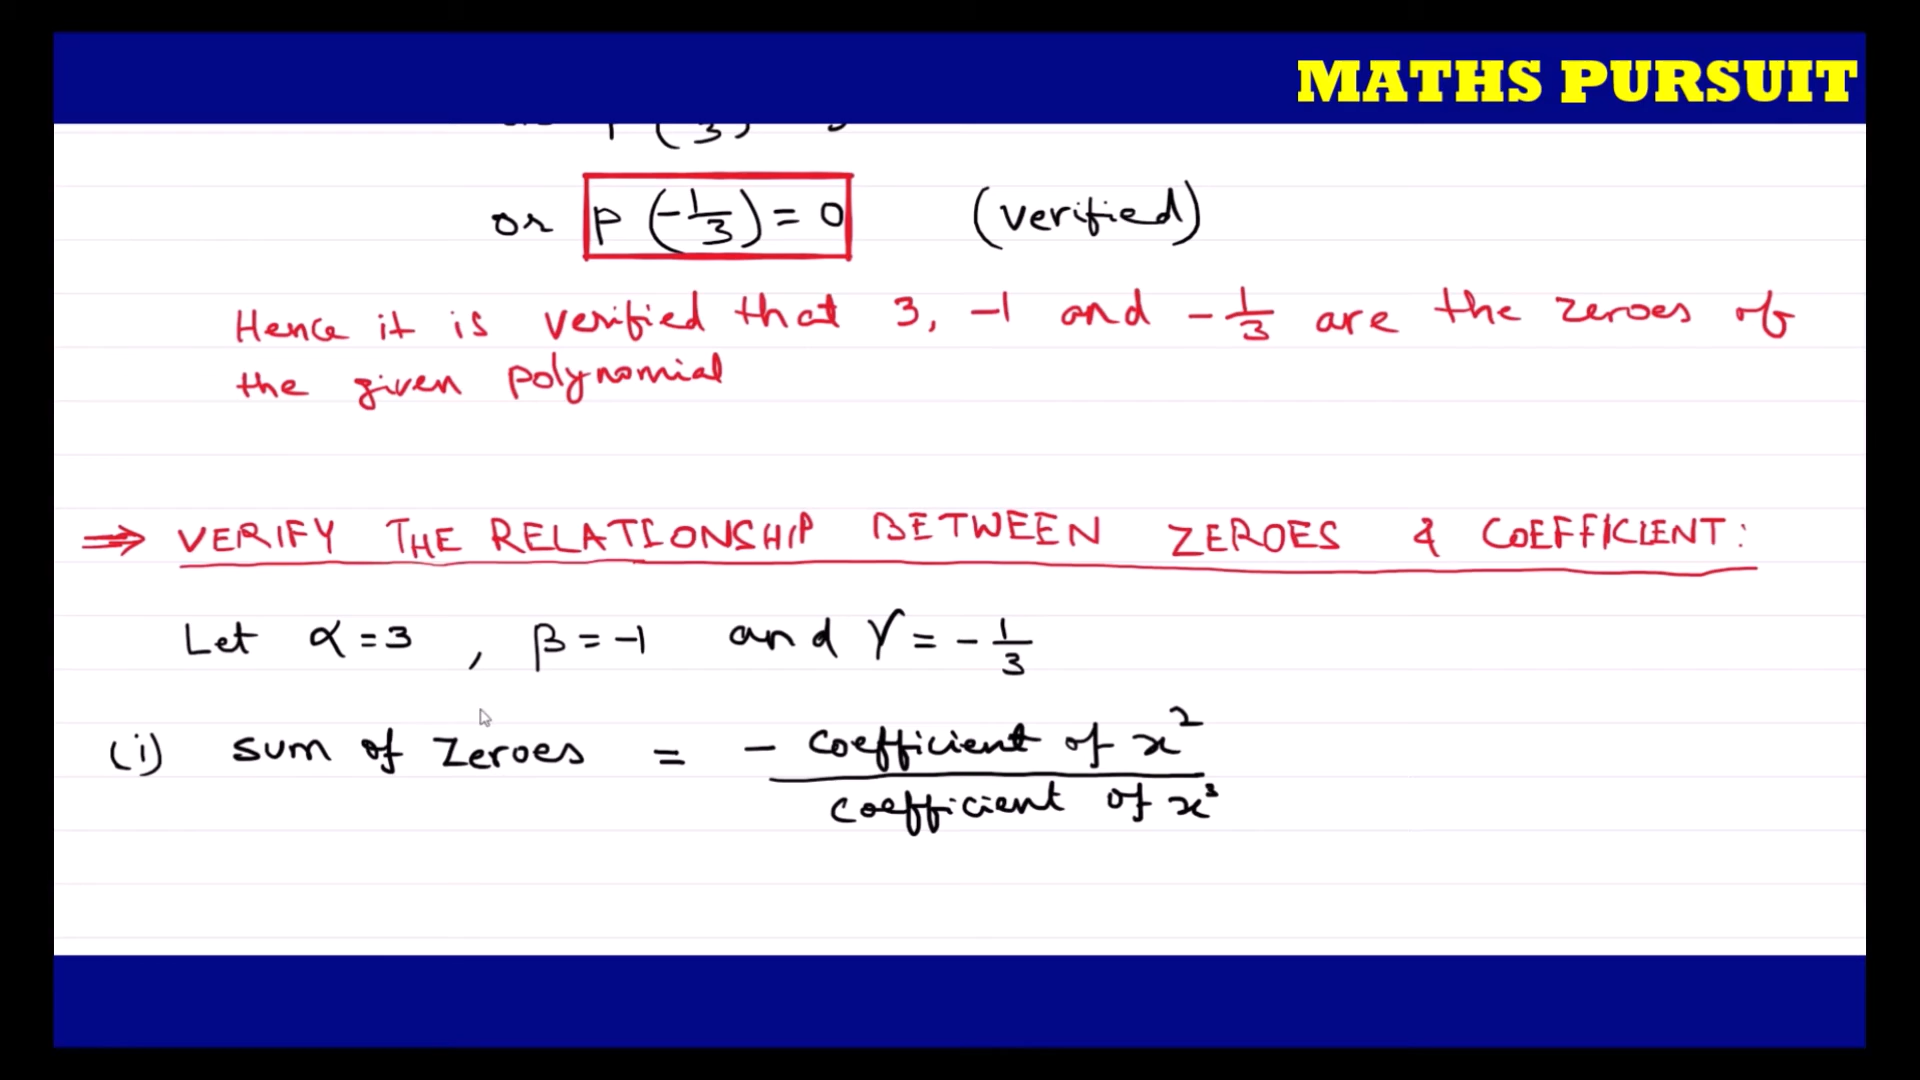 MATHS PURSUIT
or p(-1/3) = 0 (verified)
Hence it is verified that 3, -1 and -1/3 are the zeroes of
the given polynomial
⇒ VERIFY THE RELATIONSHIP BETWEEN ZEROES & COEFFICIENT:
Let α = 3 , β = -1 and γ = -1/3
(i) sum of zeroes = - coefficient of x²
coefficient of x³